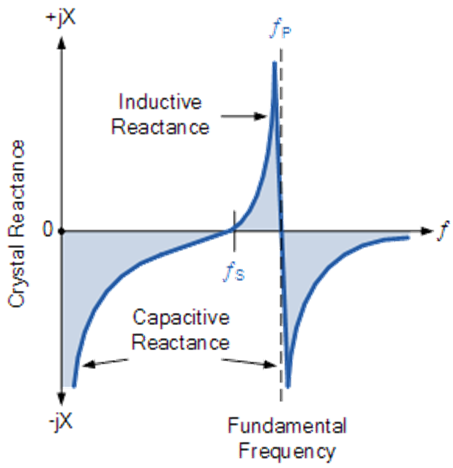 +jX
fP
Inductive
Reactance
Crystal Reactance
0
f
fS
Capacitive
Reactance
-jX
Fundamental
Frequency